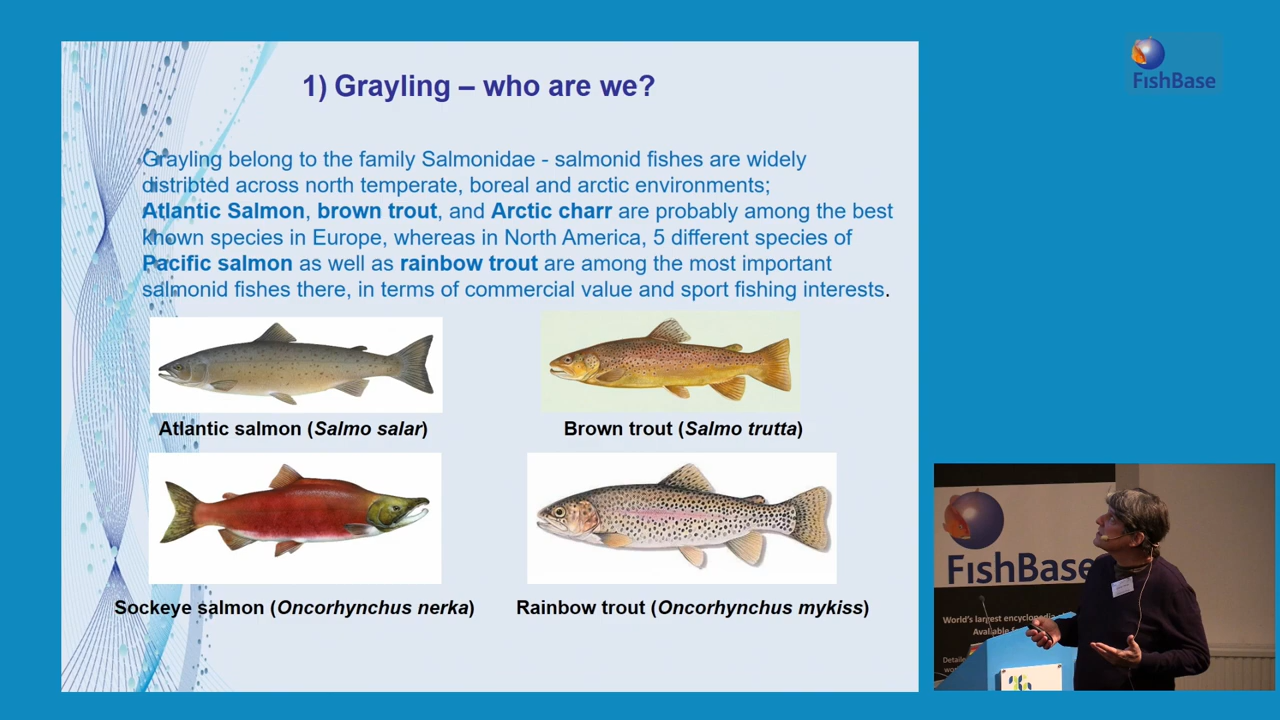 1) Grayling – who are we?
FishBase
Grayling belong to the family Salmonidae - salmonid fishes are widely
distribted across north temperate, boreal and arctic environments;
Atlantic Salmon, brown trout, and Arctic charr are probably among the best
known species in Europe, whereas in North America, 5 different species of
Pacific salmon as well as rainbow trout are among the most important
salmonid fishes there, in terms of commercial value and sport fishing interests.
Atlantic salmon (Salmo salar)
Brown trout (Salmo trutta)
Sockeye salmon (Oncorhynchus nerka)
Rainbow trout (Oncorhynchus mykiss)
FishBase
World's largest encyclopedia
Available